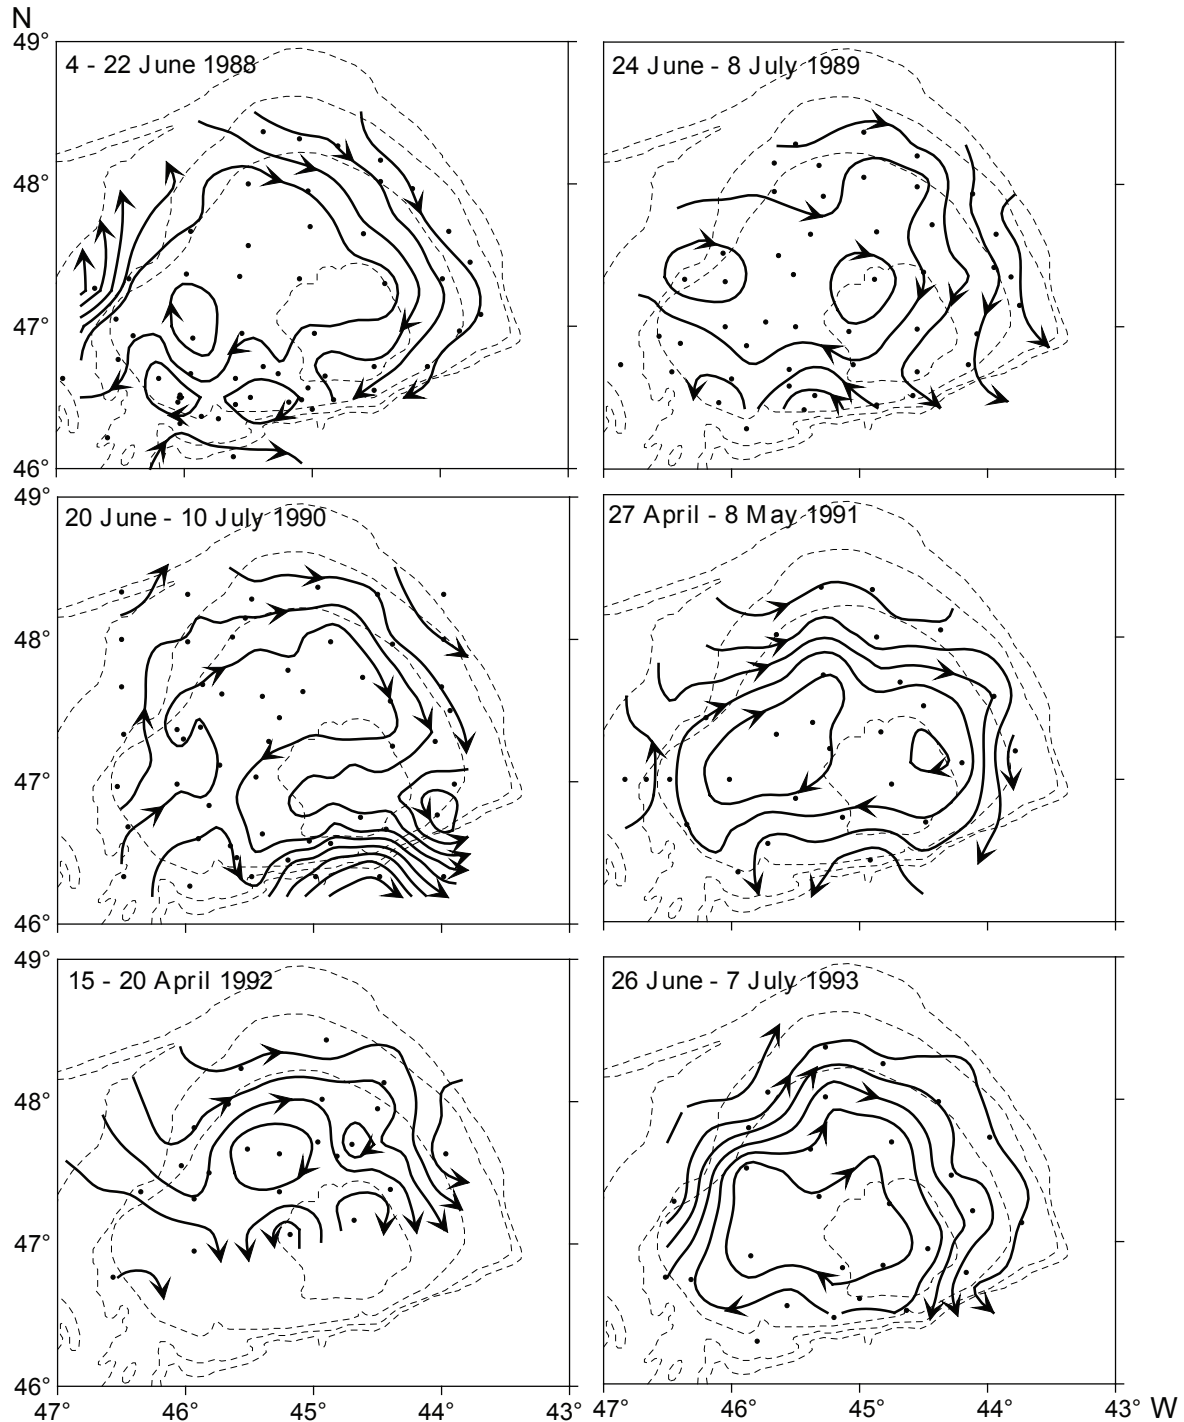 N
49°
4 - 22 June 1988
24 June - 8 July 1989
48°
47°
46°
49°
20 June - 10 July 1990
27 April - 8 May 1991
48°
47°
46°
49°
15 - 20 April 1992
26 June - 7 July 1993
48°
47°
46°
47° 46° 45° 44° 43° 47° 46° 45° 44° 43° W